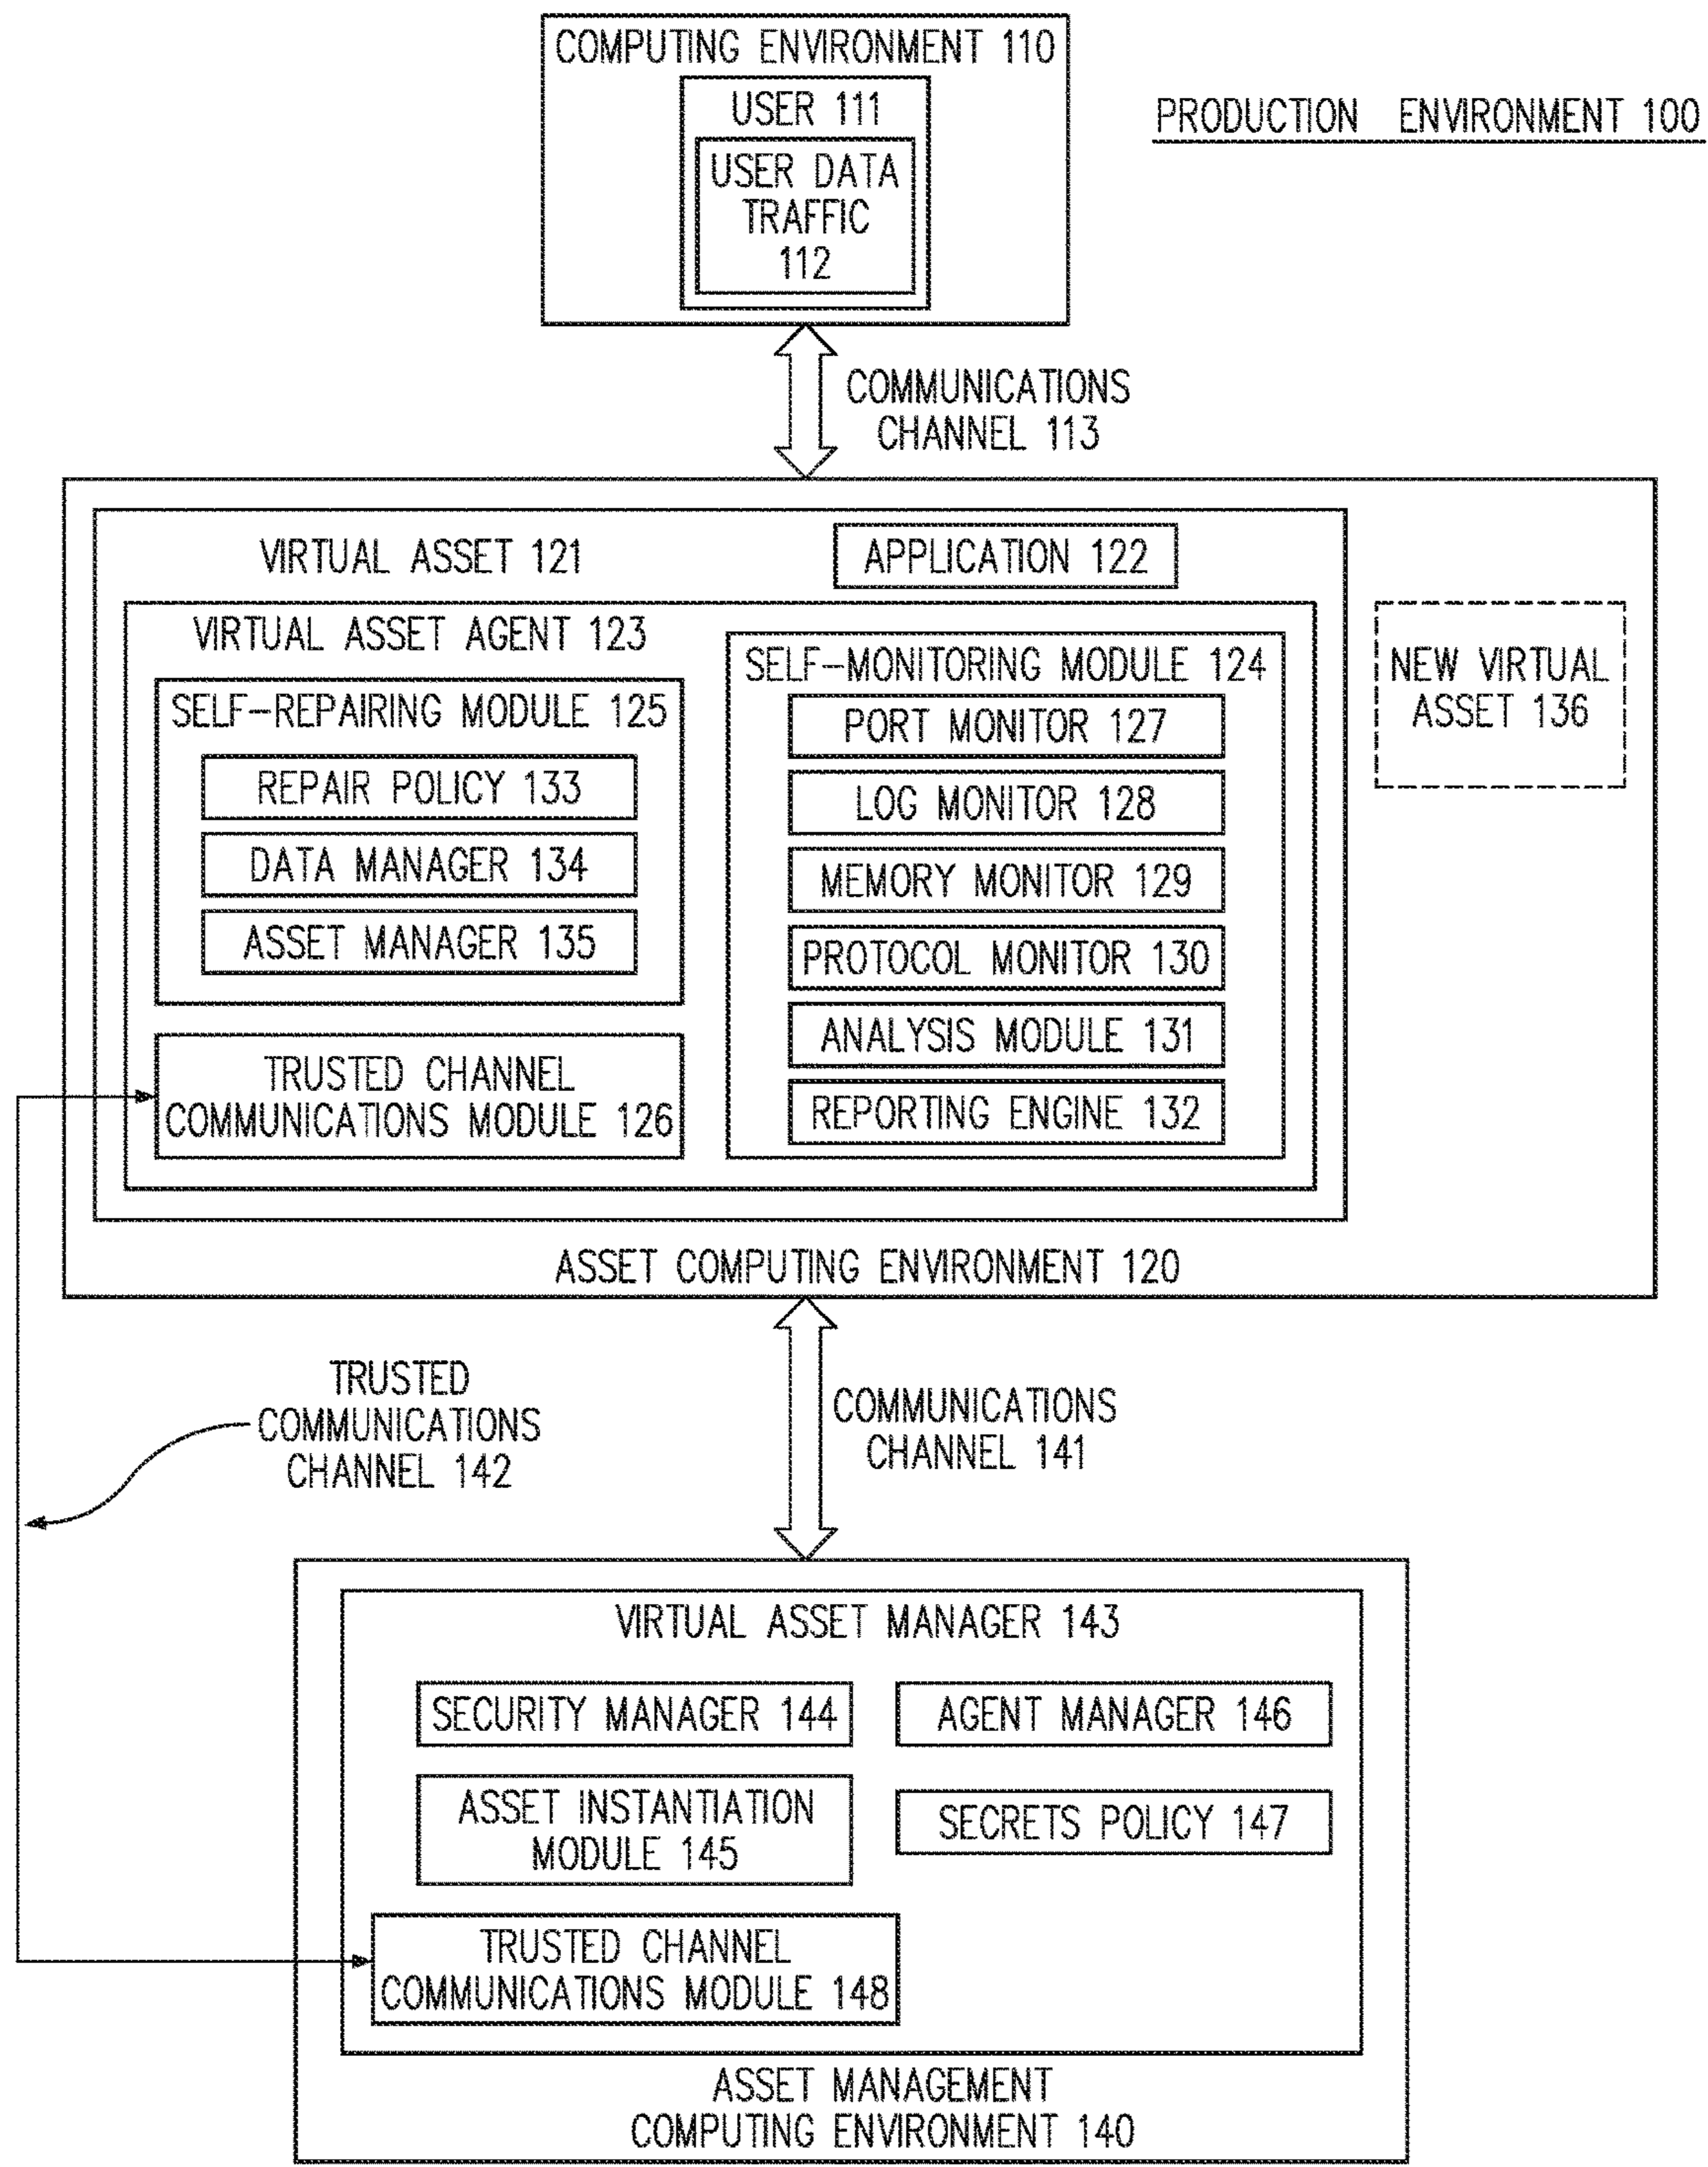 COMPUTING ENVIRONMENT 110
USER 111
USER DATA
TRAFFIC
112
PRODUCTION ENVIRONMENT 100
COMMUNICATIONS
CHANNEL 113
VIRTUAL ASSET 121
APPLICATION 122
VIRTUAL ASSET AGENT 123
SELF-REPAIRING MODULE 125
REPAIR POLICY 133
DATA MANAGER 134
ASSET MANAGER 135
TRUSTED CHANNEL
COMMUNICATIONS MODULE 126
SELF-MONITORING MODULE 124
PORT MONITOR 127
LOG MONITOR 128
MEMORY MONITOR 129
PROTOCOL MONITOR 130
ANALYSIS MODULE 131
REPORTING ENGINE 132
NEW VIRTUAL
ASSET 136
ASSET COMPUTING ENVIRONMENT 120
TRUSTED
COMMUNICATIONS
CHANNEL 142
COMMUNICATIONS
CHANNEL 141
VIRTUAL ASSET MANAGER 143
SECURITY MANAGER 144
AGENT MANAGER 146
ASSET INSTANTIATION
MODULE 145
SECRETS POLICY 147
TRUSTED CHANNEL
COMMUNICATIONS MODULE 148
ASSET MANAGEMENT
COMPUTING ENVIRONMENT 140